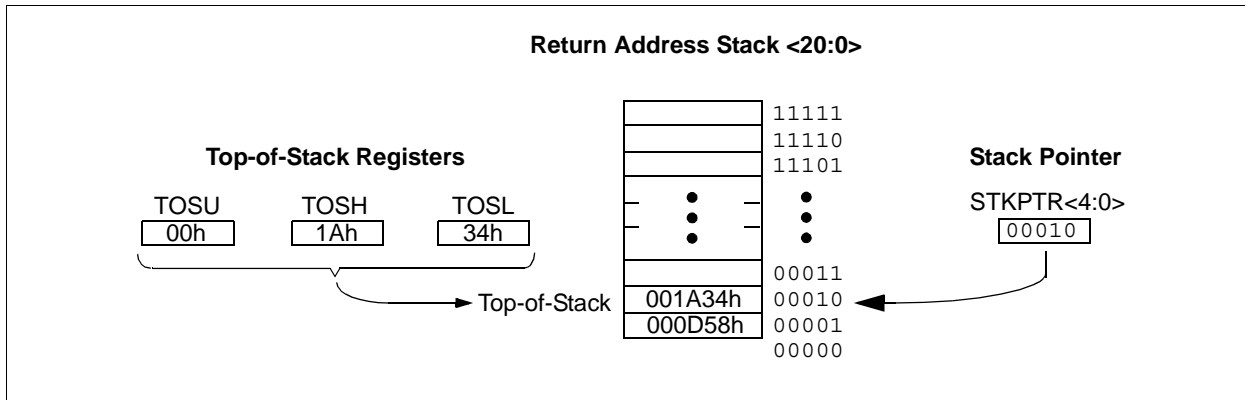 Return Address Stack <20:0>
11111
11110
Top-of-Stack Registers
11101
Stack Pointer
TOSU TOSH TOSL
STKPTR<4:0>
00h 1Ah 34h
00010
00011
Top-of-Stack 001A34h 00010
000D58h 00001
00000